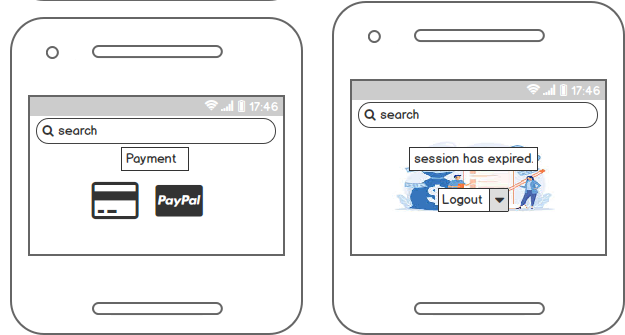 17:46
search
Payment
PayPal
17:46
search
session has expired.
$
Logout